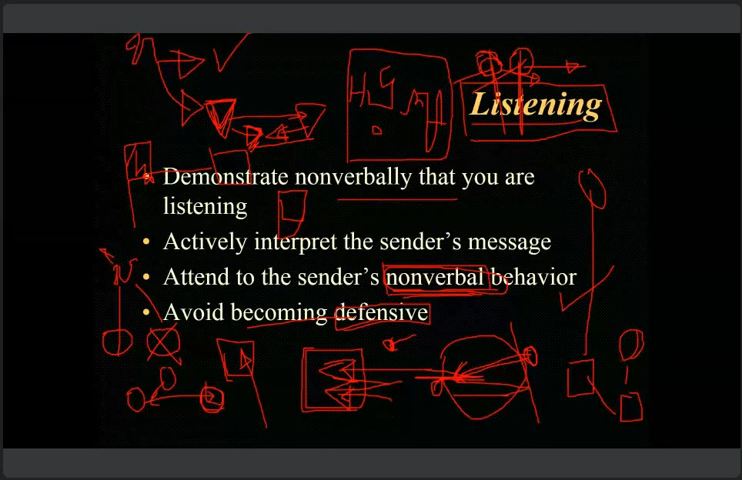 Listening
• Demonstrate nonverbally that you are
listening
• Actively interpret the sender's message
• Attend to the sender's nonverbal behavior
• Avoid becoming defensive